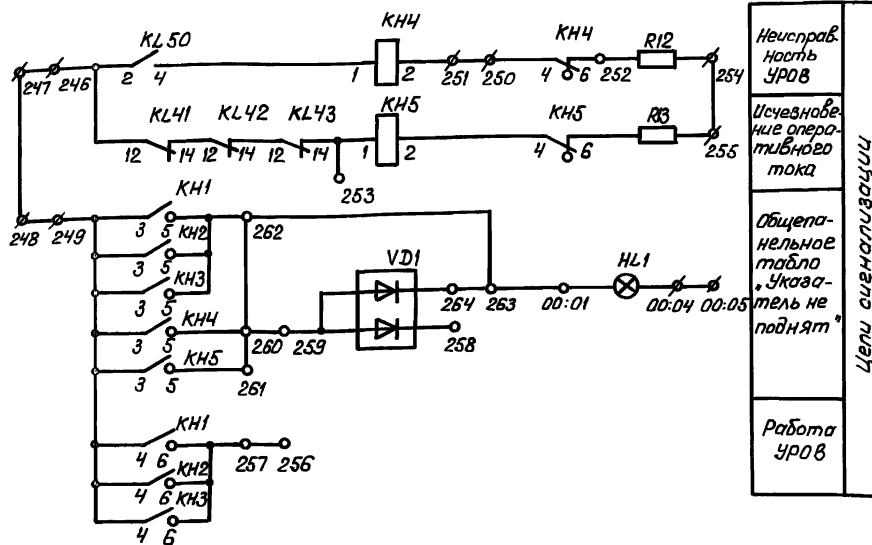 KL50
KH4
KH4
R12
247
246
2
4
1
2
251
250
4
6
252
254
KL41
KL42
KL43
KH5
KH5
R13
12
14
12
14
12
14
1
2
4
6
255
253
248
249
KH1
3
5
262
KH2
3
5
KH3
3
5
VD1
HL1
264
263
00:01
00:04
00:05
KH4
3
5
260
259
258
KH5
3
5
261
KH1
4
6
257
256
KH2
4
6
KH3
4
6
Неисправ-
ность
УРОВ
Исчезнове-
ние опера-
тивного
тока
Общепа-
нельное
табло
„Указа-
тель не
поднят"
Работа
УРОВ
Цепи сигнализации